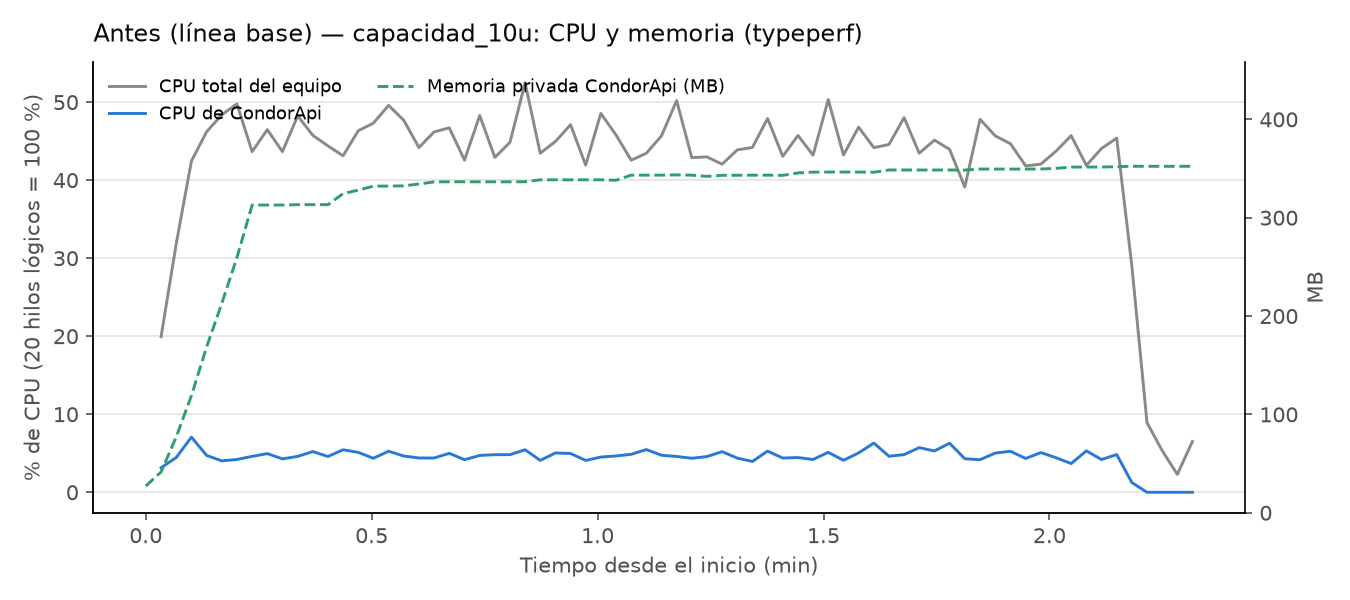 Antes (línea base) — capacidad_10u: CPU y memoria (typeperf)
CPU total del equipo
CPU de CondorApi
Memoria privada CondorApi (MB)
% de CPU (20 hilos lógicos = 100 %)
50
40
30
20
10
0
400
300
200
100
0
MB
0.0
0.5
1.0
1.5
2.0
Tiempo desde el inicio (min)